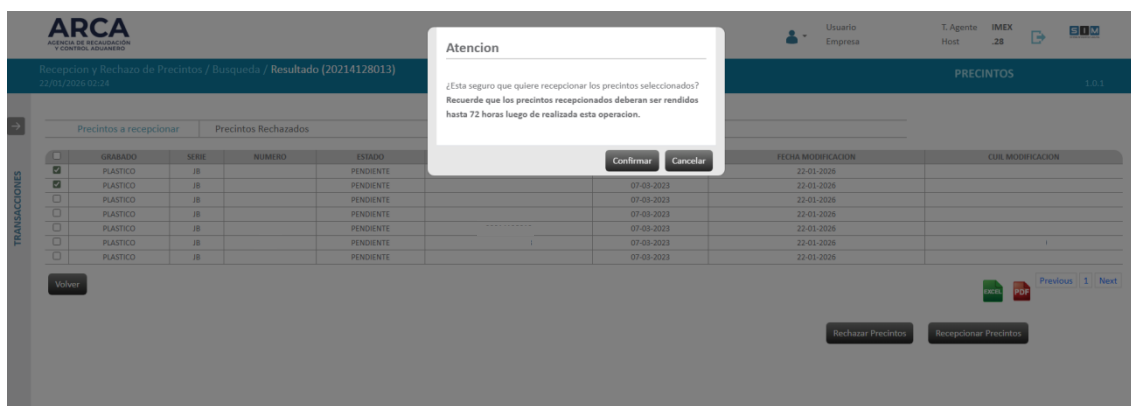 ARCA
AGENCIA DE RECAUDACIÓN
Y CONTROL ADUANERO
Usuario
Empresa
T. Agente IMEX
Host .28
SIM
Recepcion y Rechazo de Precintos / Busqueda / Resultado (20214128013)
22/01/2026 02:24
PRECINTOS
1.0.1
Atencion
¿Esta seguro que quiere recepcionar los precintos seleccionados?
Recuerde que los precintos recepcionados deberan ser rendidos
hasta 72 horas luego de realizada esta operacion.
Confirmar Cancelar
TRANSACCIONES
Precintos a recepcionar Precintos Rechazados
GRABADO SERIE NUMERO ESTADO FECHA MODIFICACION CUIL MODIFICACION
PLASTICO JB PENDIENTE 22-01-2026
PLASTICO JB PENDIENTE 07-03-2023 22-01-2026
PLASTICO JB PENDIENTE 07-03-2023 22-01-2026
PLASTICO JB PENDIENTE 07-03-2023 22-01-2026
PLASTICO JB PENDIENTE 07-03-2023 22-01-2026
PLASTICO JB PENDIENTE 07-03-2023 22-01-2026
PLASTICO JB PENDIENTE 07-03-2023 22-01-2026
Volver
EXCEL PDF
Previous 1 Next
Rechazar Precintos Recepcionar Precintos